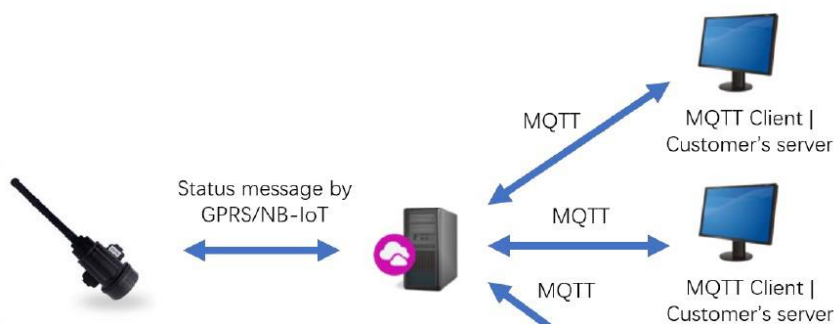 MQTT
MQTT Client |
Customer's server
Status message by
GPRS/NB-IoT
MQTT
MQTT
MQTT Client |
Customer's server